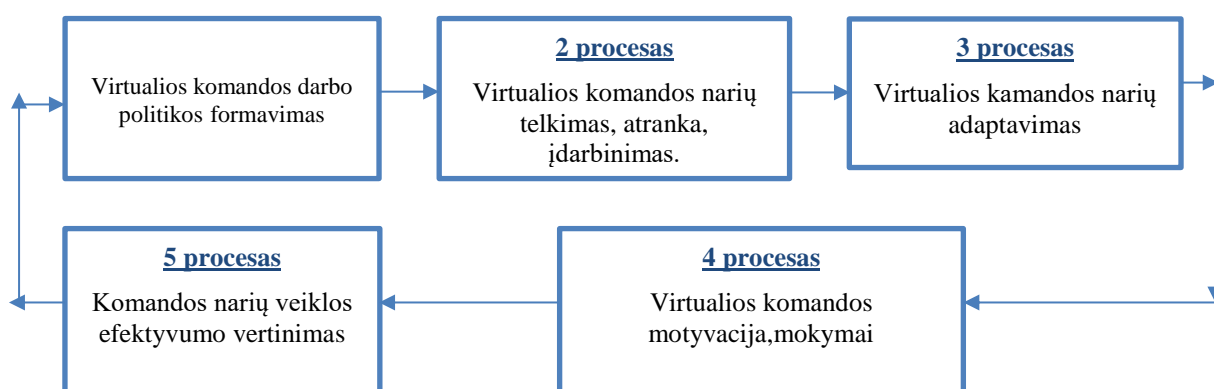 Virtualios komandos darbo
politikos formavimas
2 procesas
Virtualios komandos narių
telkimas, atranka,
įdarbinimas.
3 procesas
Virtualios kamandos narių
adaptavimas
5 procesas
Komandos narių veiklos
efektyvumo vertinimas
4 procesas
Virtualios komandos
motyvacija,mokymai